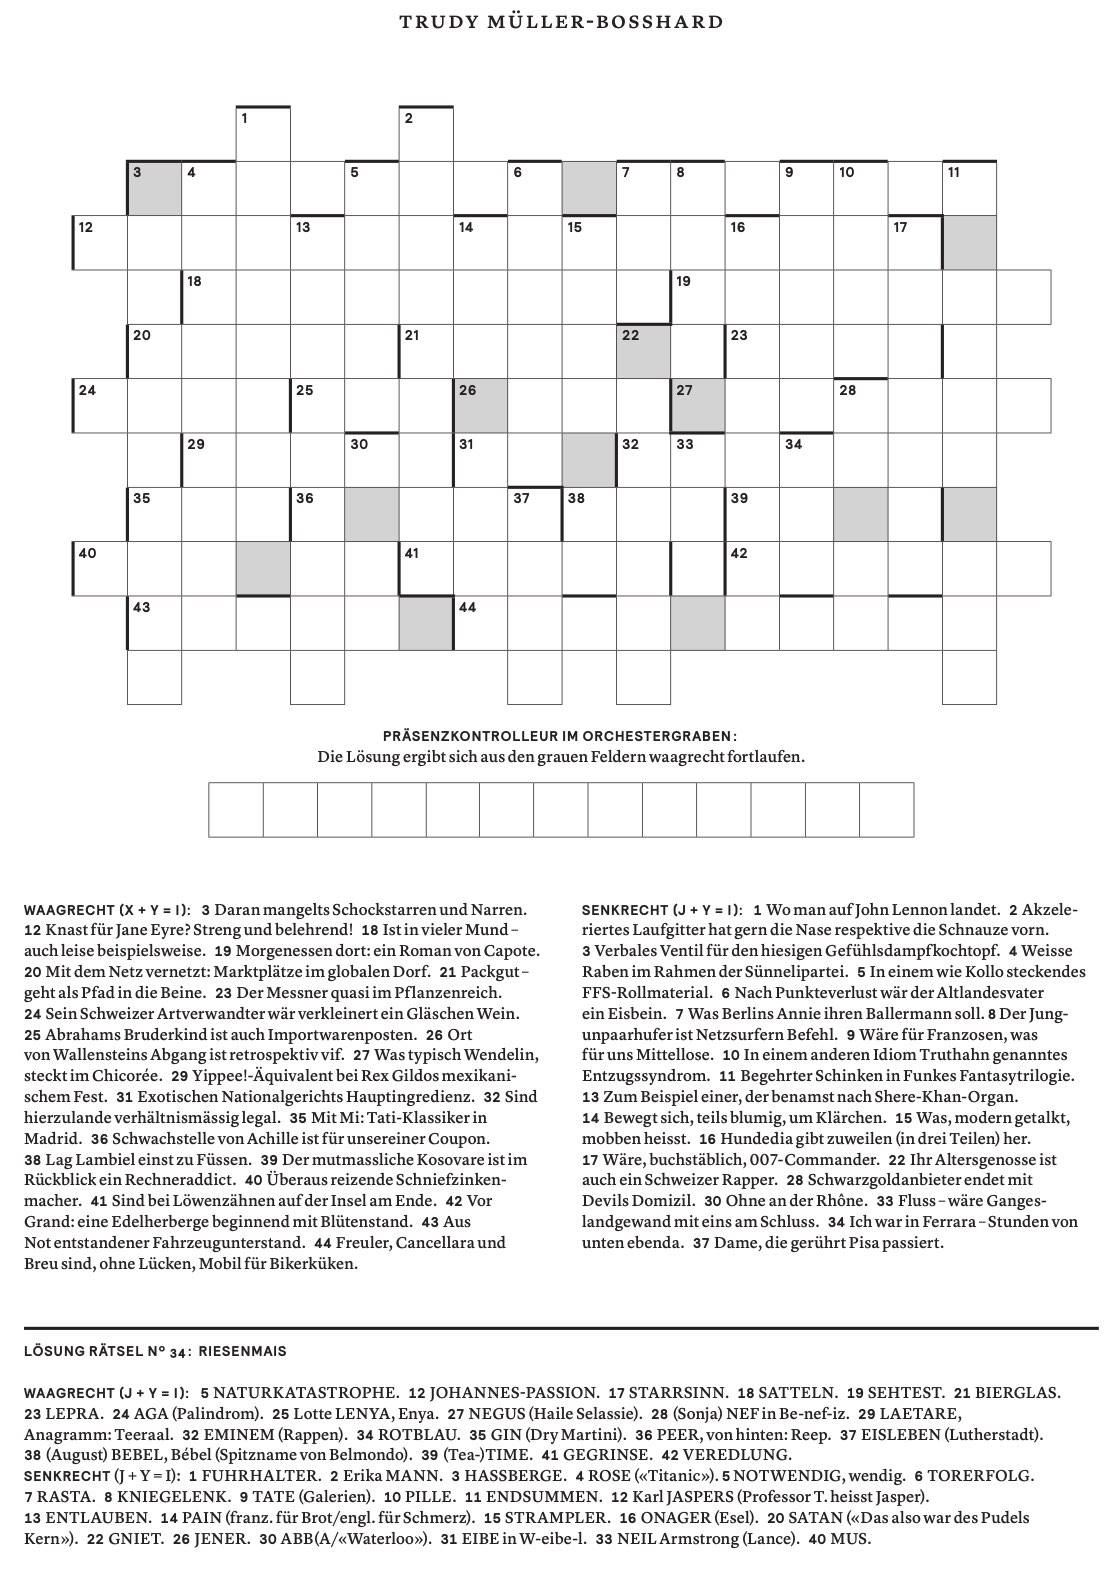 TRUDY MÜLLER-BOSSHARD
1 2
3 4 5 6 7 8 9 10 11
12 13 14 15 16 17
18 19
20 21 22 23
24 25 26 27 28
29 30 31 32 33 34
35 36 37 38 39
40 41 42
43 44
PRÄSENZKONTROLLEUR IM ORCHESTERGRABEN:
Die Lösung ergibt sich aus den grauen Feldern waagrecht fortlaufen.
WAAGRECHT (X + Y = I): 3 Daran mangelts Schockstarren und Narren.
12 Knast für Jane Eyre? Streng und belehrend! 18 Ist in vieler Mund –
auch leise beispielsweise. 19 Morgenessen dort: ein Roman von Capote.
20 Mit dem Netz vernetzt: Marktplätze im globalen Dorf. 21 Packgut –
geht als Pfad in die Beine. 23 Der Messner quasi im Pflanzenreich.
24 Sein Schweizer Artverwandter wär verkleinert ein Gläschen Wein.
25 Abrahams Bruderkind ist auch Importwarenposten. 26 Ort
von Wallensteins Abgang ist retrospektiv vif. 27 Was typisch Wendelin,
steckt im Chicorée. 29 Yippee!-Äquivalent bei Rex Gildos mexikani-
schem Fest. 31 Exotischen Nationalgerichts Hauptingredienz. 32 Sind
hierzulande verhältnismässig legal. 35 Mit Mi: Tati-Klassiker in
Madrid. 36 Schwachstelle von Achille ist für unsereiner Coupon.
38 Lag Lambiel einst zu Füssen. 39 Der mutmassliche Kosovare ist im
Rückblick ein Rechneraddict. 40 Überaus reizende Schniefzinken-
macher. 41 Sind bei Löwenzähnen auf der Insel am Ende. 42 Vor
Grand: eine Edelherberge beginnend mit Blütenstand. 43 Aus
Not entstandener Fahrzeugunterstand. 44 Freuler, Cancellara und
Breu sind, ohne Lücken, Mobil für Bikerküken.
SENKRECHT (J + Y = I): 1 Wo man auf John Lennon landet. 2 Akzele-
riertes Laufgitter hat gern die Nase respektive die Schnauze vorn.
3 Verbales Ventil für den hiesigen Gefühlsdampfkochtopf. 4 Weisse
Raben im Rahmen der Sünnelipartei. 5 In einem wie Kollo steckendes
FFS-Rollmaterial. 6 Nach Punkteverlust wär der Altlandesvater
ein Eisbein. 7 Was Berlins Annie ihren Ballermann soll. 8 Der Jung-
unpaarhufer ist Netzsurfern Befehl. 9 Wäre für Franzosen, was
für uns Mittellose. 10 In einem anderen Idiom Truthahn genanntes
Entzugssyndrom. 11 Begehrter Schinken in Funkes Fantasytrilogie.
13 Zum Beispiel einer, der benamst nach Shere-Khan-Organ.
14 Bewegt sich, teils blumig, um Klärchen. 15 Was, modern getalkt,
mobben heisst. 16 Hundedia gibt zuweilen (in drei Teilen) her.
17 Wäre, buchstäblich, 007-Commander. 22 Ihr Altersgenosse ist
auch ein Schweizer Rapper. 28 Schwarzgoldanbieter endet mit
Devils Domizil. 30 Ohne an der Rhône. 33 Fluss – wäre Ganges-
landgewand mit eins am Schluss. 34 Ich war in Ferrara – Stunden von
unten ebenda. 37 Dame, die gerührt Pisa passiert.
LÖSUNG RÄTSEL Nº 34: RIESENMAIS
WAAGRECHT (J + Y = I): 5 NATURKATASTROPHE. 12 JOHANNES-PASSION. 17 STARRSINN. 18 SATTELN. 19 SEHTEST. 21 BIERGLAS.
23 LEPRA. 24 AGA (Palindrom). 25 Lotte LENYA, Enya. 27 NEGUS (Haile Selassie). 28 (Sonja) NEF in Be-nef-iz. 29 LAETARE,
Anagramm: Teeraal. 32 EMINEM (Rappen). 34 ROTBLAU. 35 GIN (Dry Martini). 36 PEER, von hinten: Reep. 37 EISLEBEN (Lutherstadt).
38 (August) BEBEL, Bébel (Spitzname von Belmondo). 39 (Tea-)TIME. 41 GEGRINSE. 42 VEREDLUNG.
SENKRECHT (J + Y = I): 1 FUHRHALTER. 2 Erika MANN. 3 HASSBERGE. 4 ROSE («Titanic»). 5 NOTWENDIG, wendig. 6 TORERFOLG.
7 RASTA. 8 KNIEGELENK. 9 TATE (Galerien). 10 PILLE. 11 ENDSUMMEN. 12 Karl JASPERS (Professor T. heisst Jasper).
13 ENTLAUBEN. 14 PAIN (franz. für Brot/engl. für Schmerz). 15 STRAMPLER. 16 ONAGER (Esel). 20 SATAN («Das also war des Pudels
Kern»). 22 GNIET. 26 JENER. 30 ABB(A/«Waterloo»). 31 EIBE in W-eibe-l. 33 NEIL Armstrong (Lance). 40 MUS.